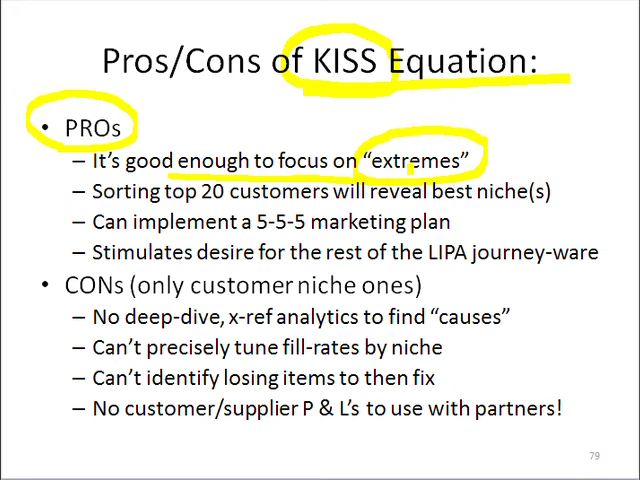 Pros/Cons of KISS Equation:
• PROs
– It's good enough to focus on “extremes”
– Sorting top 20 customers will reveal best niche(s)
– Can implement a 5-5-5 marketing plan
– Stimulates desire for the rest of the LIPA journey-ware
• CONs (only customer niche ones)
– No deep-dive, x-ref analytics to find “causes”
– Can't precisely tune fill-rates by niche
– Can't identify losing items to then fix
– No customer/supplier P & L's to use with partners!
79